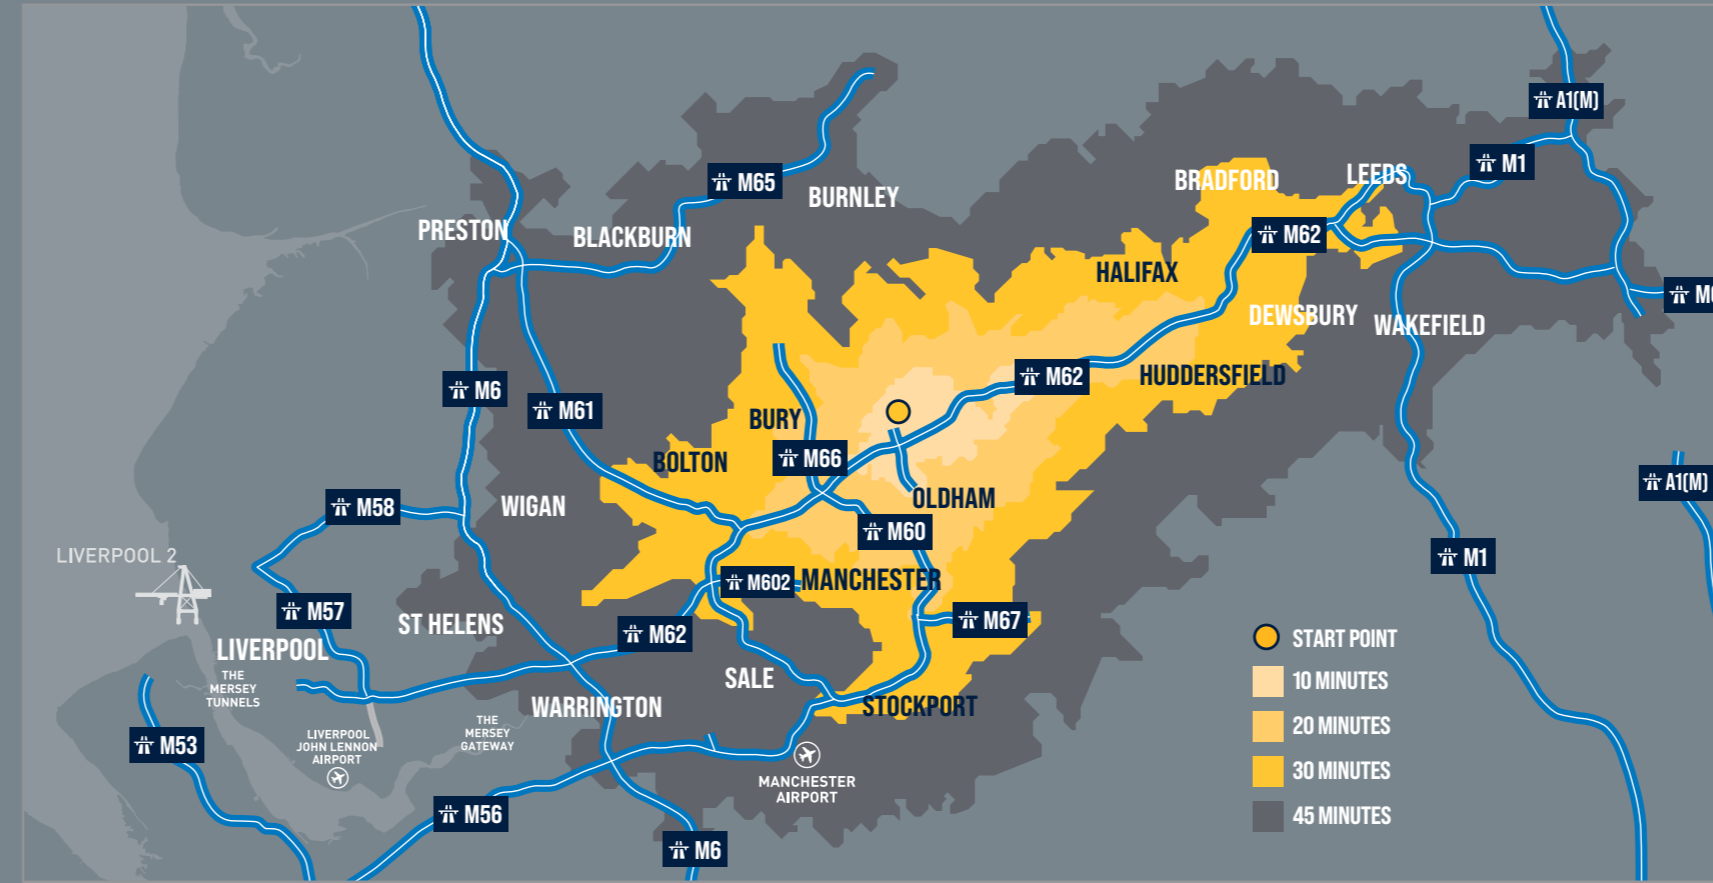 A1(M)
M1
M65
BURNLEY
BRADFORD
LEEDS
PRESTON
BLACKBURN
M62
HALIFAX
DEWSBURY
WAKEFIELD
M6
M61
M62
HUDDERSFIELD
BURY
BOLTON
M66
WIGAN
M58
OLDHAM
M60
A1(M)
LIVERPOOL 2
M1
M602
MANCHESTER
M57
ST HELENS
M62
M67
LIVERPOOL
THE
MERSEY
TUNNELS
SALE
WARRINGTON
STOCKPORT
M53
LIVERPOOL
JOHN LENNON
AIRPORT
THE
MERSEY
GATEWAY
MANCHESTER
AIRPORT
M56
M6
START POINT
10 MINUTES
20 MINUTES
30 MINUTES
45 MINUTES